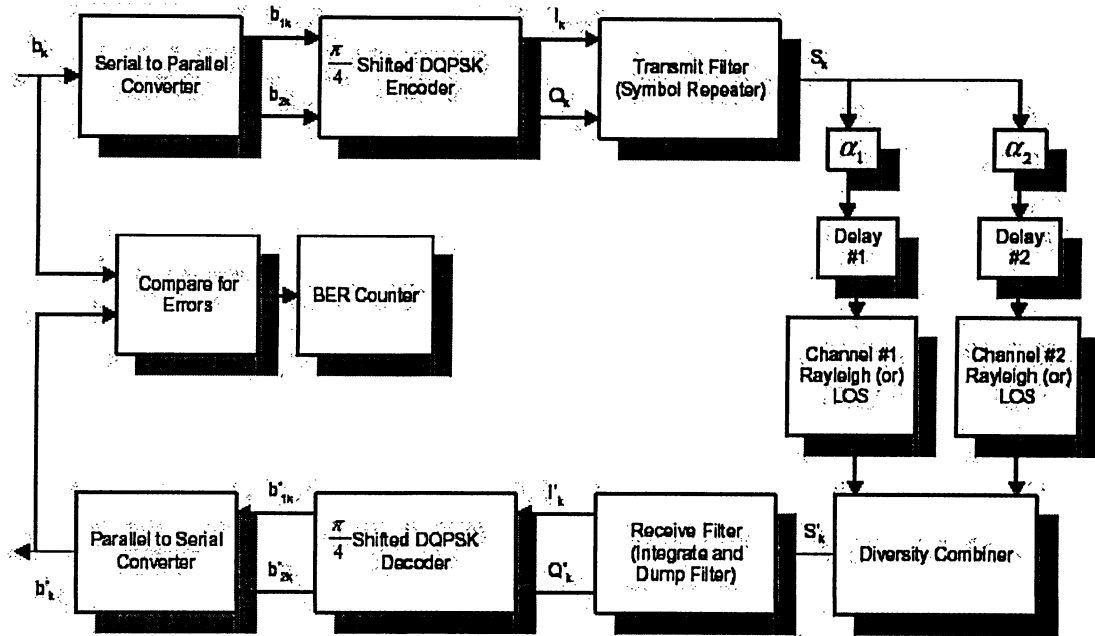 b_k
Serial to Parallel
Converter
b_1k
b_2k
π/4 Shifted DQPSK
Encoder
I_k
Q_k
Transmit Filter
(Symbol Repeater)
S_k
α_1
α_2
Delay
#1
Delay
#2
Compare for
Errors
BER Counter
Channel #1
Rayleigh (or)
LOS
Channel #2
Rayleigh (or)
LOS
b'_k
Parallel to Serial
Converter
b'_1k
b'_2k
π/4 Shifted DQPSK
Decoder
I'_k
Q'_k
Receive Filter
(Integrate and
Dump Filter)
S'_k
Diversity Combiner